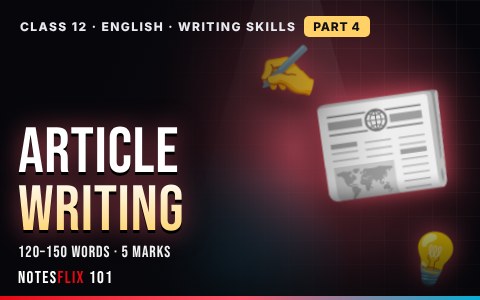 CLASS 12 · ENGLISH · WRITING SKILLS PART 4
ARTICLE
WRITING
120–150 WORDS · 5 MARKS
NOTESFLIX 101